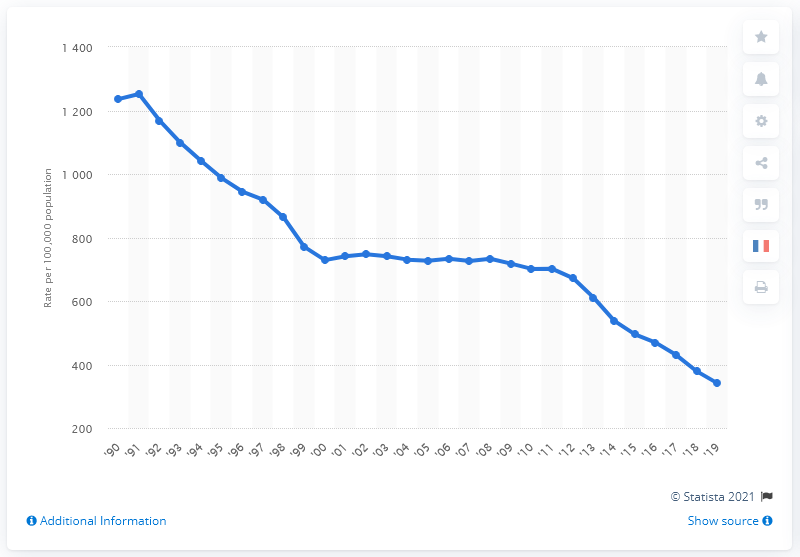 1 400
1 200
1 000
800
600
400
200
Rate per 100,000 population
'90 '91 '92 '93 '94 '95 '96 '97 '98 '99 '00 '01 '02 '03 '04 '05 '06 '07 '08 '09 '10 '11 '12 '13 '14 '15 '16 '17 '18 '19
© Statista 2021
Additional Information
Show source